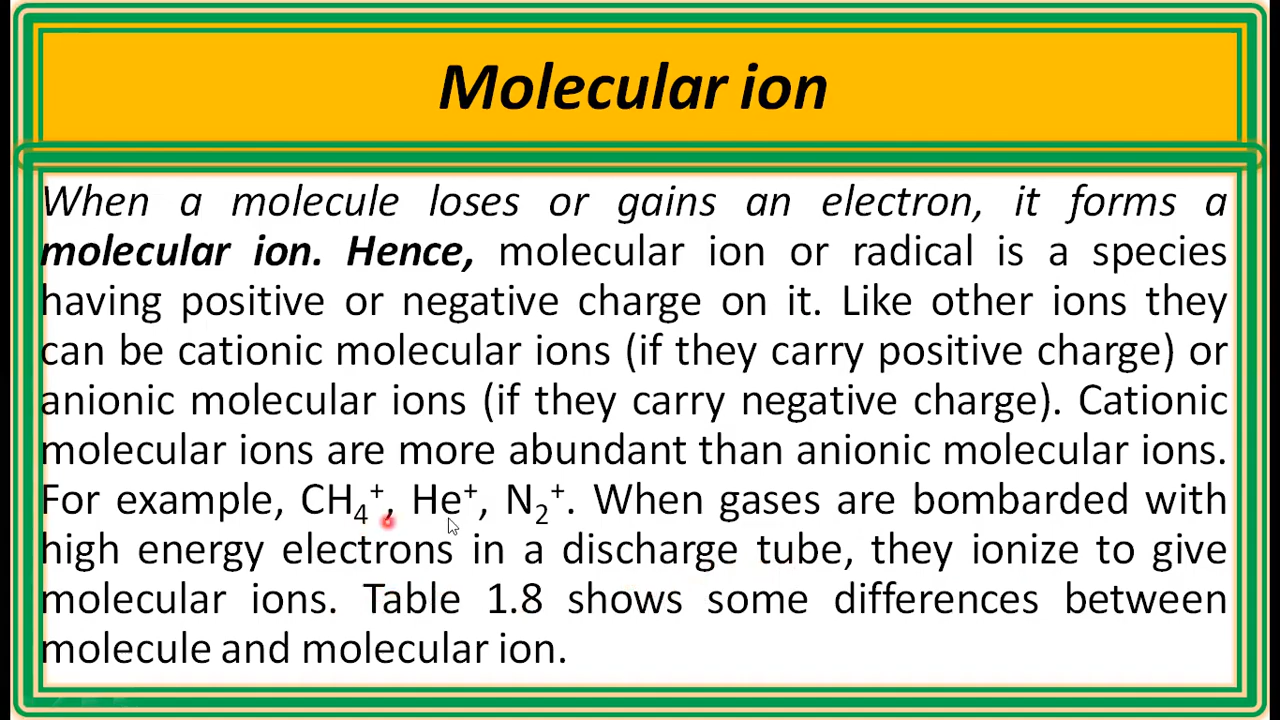 Molecular ion
When a molecule loses or gains an electron, it forms a
molecular ion. Hence, molecular ion or radical is a species
having positive or negative charge on it. Like other ions they
can be cationic molecular ions (if they carry positive charge) or
anionic molecular ions (if they carry negative charge). Cationic
molecular ions are more abundant than anionic molecular ions.
For example, CH₄⁺, He⁺, N₂⁺. When gases are bombarded with
high energy electrons in a discharge tube, they ionize to give
molecular ions. Table 1.8 shows some differences between
molecule and molecular ion.